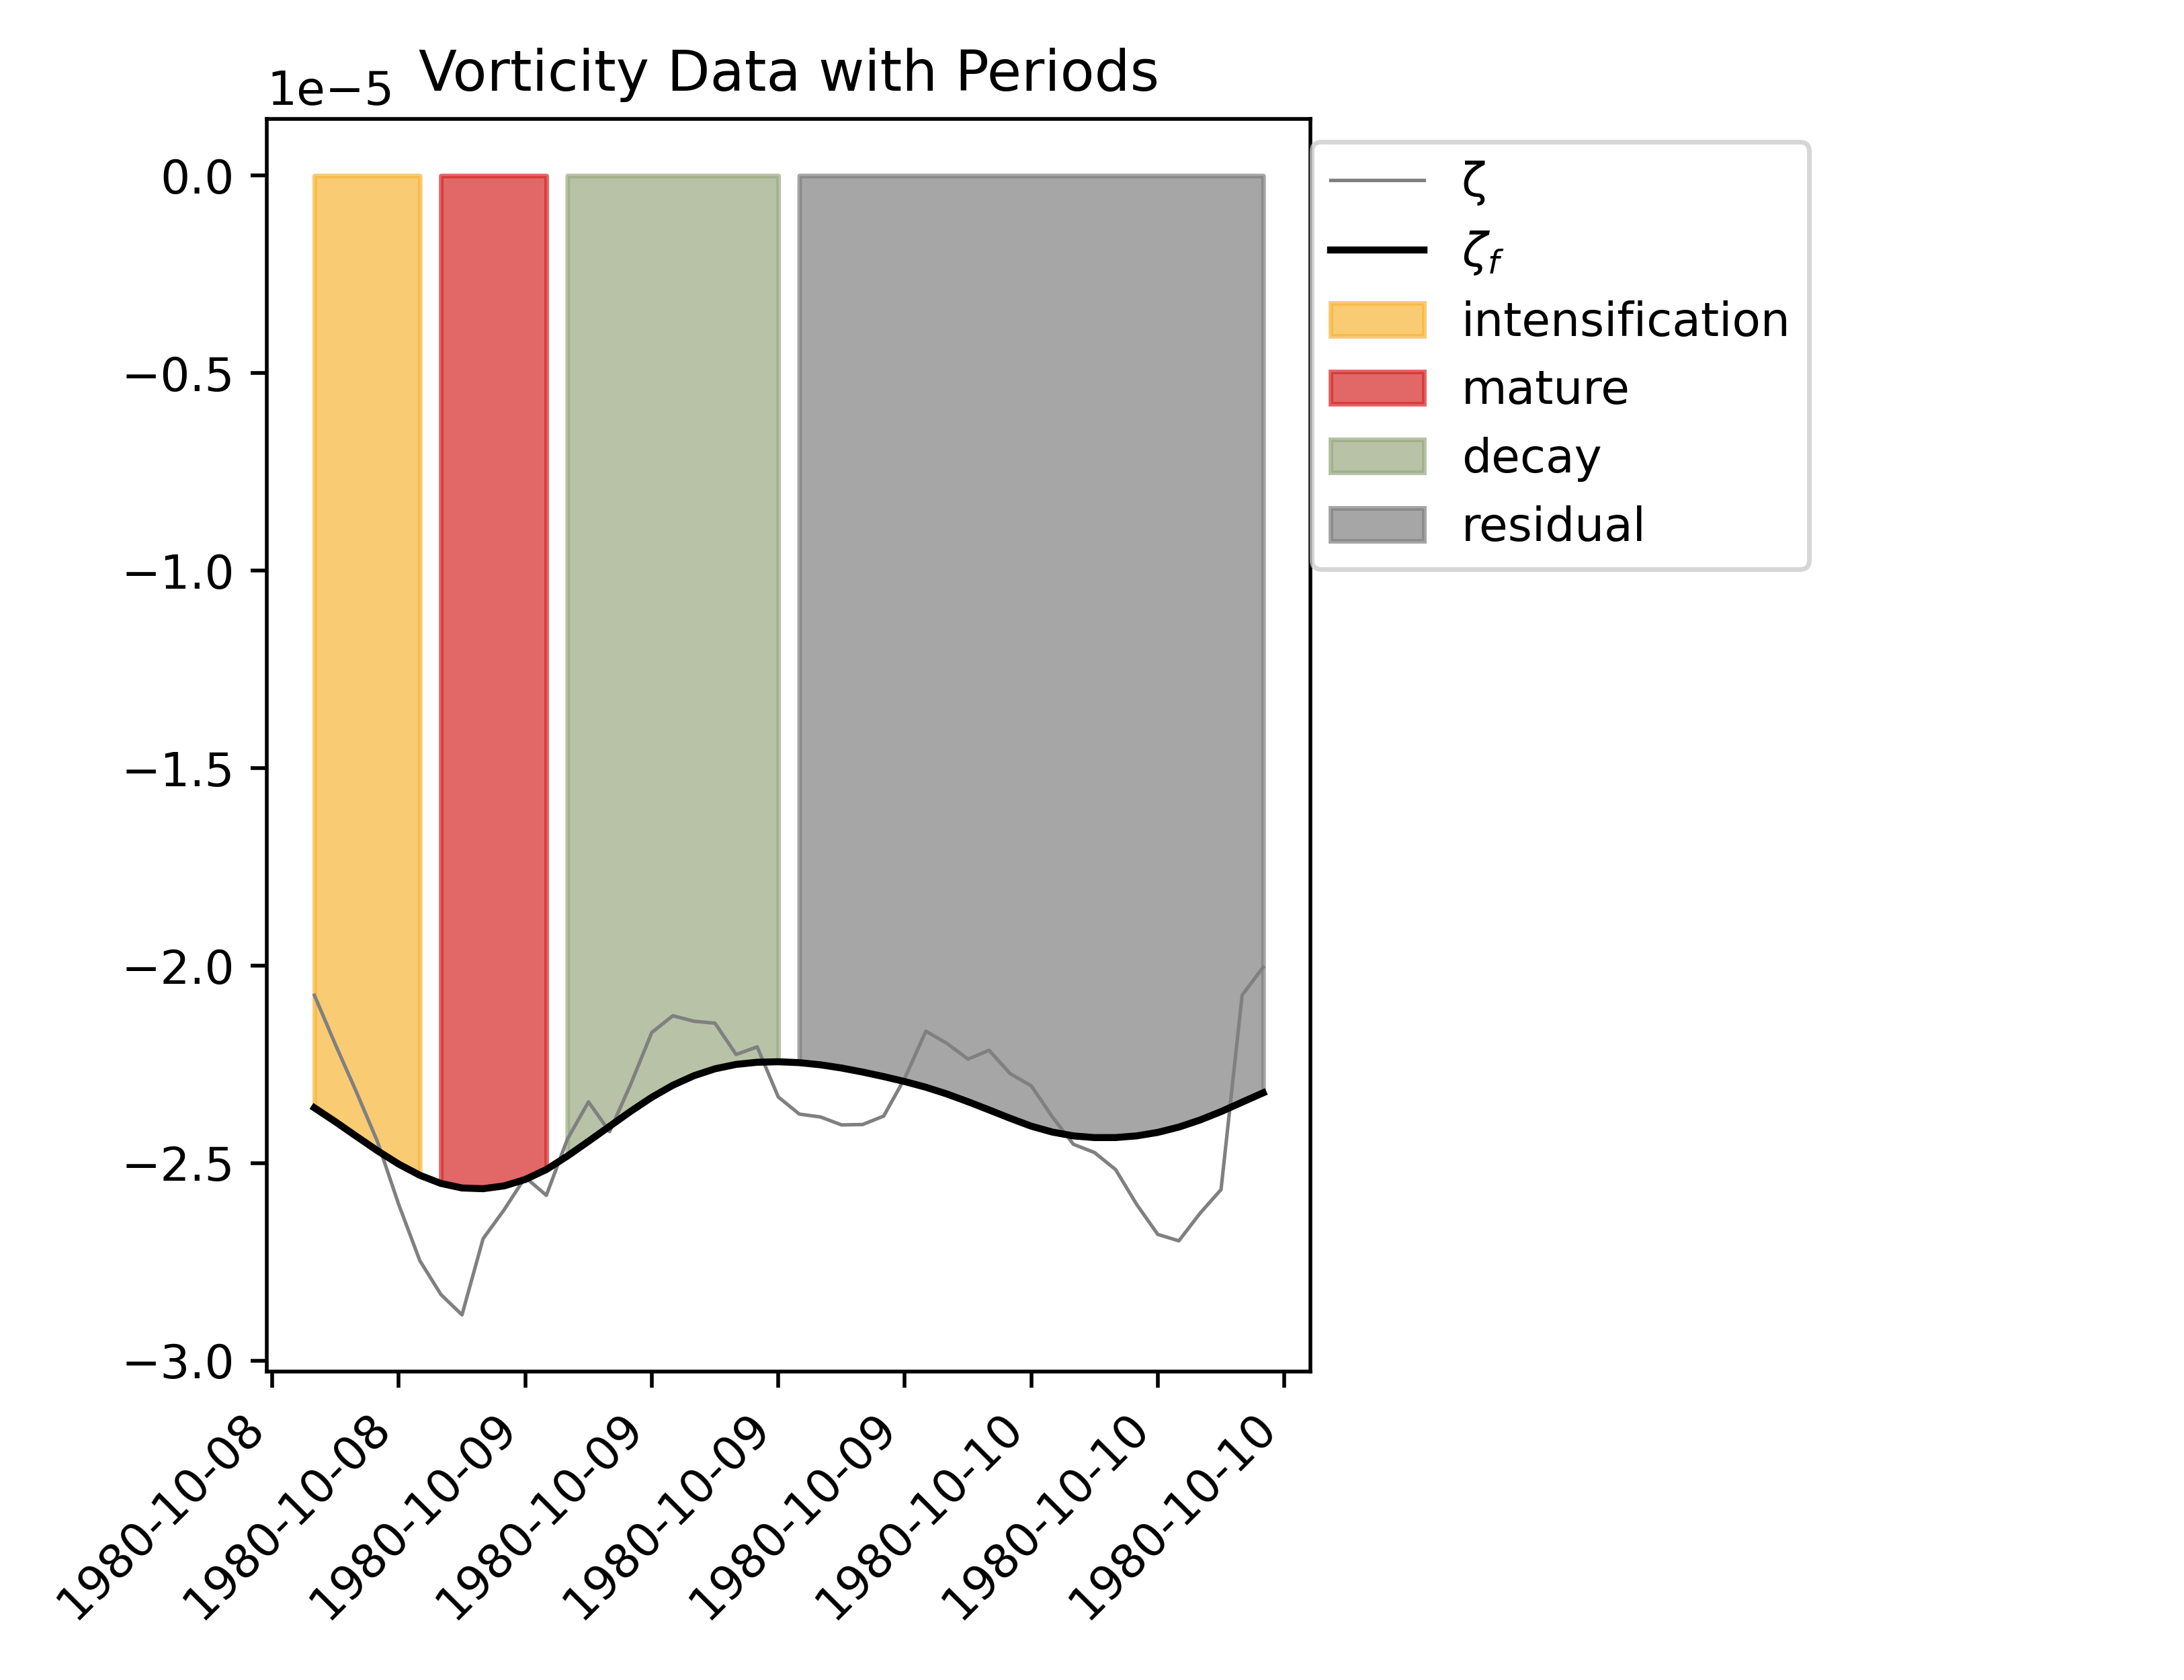 Vorticity Data with Periods
1e−5
0.0
−0.5
−1.0
−1.5
−2.0
−2.5
−3.0
1980-10-08
1980-10-08
1980-10-09
1980-10-09
1980-10-09
1980-10-09
1980-10-10
1980-10-10
1980-10-10
ζ
ζf
intensification
mature
decay
residual